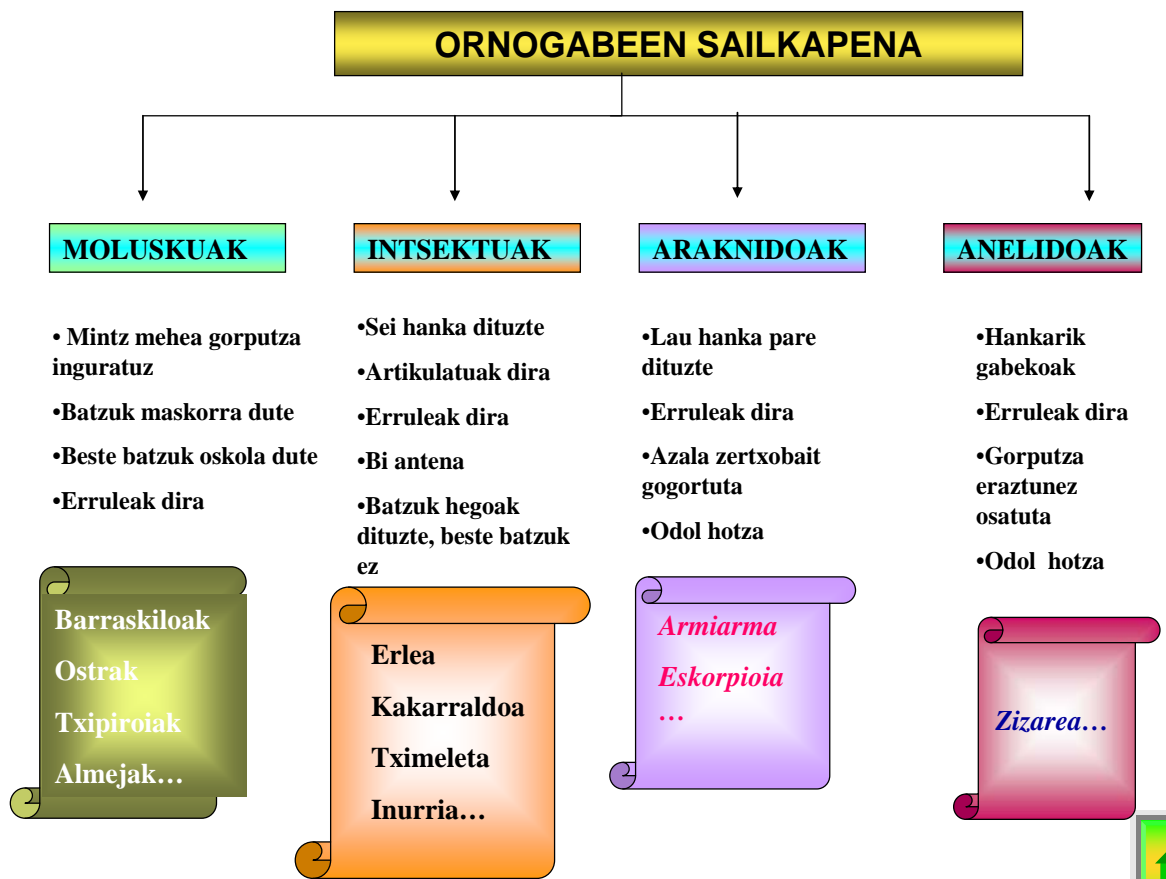 ORNOGABEEN SAILKAPENA
MOLUSKUAK
• Mintz mehea gorputza
inguratuz
•Batzuk maskorra dute
•Beste batzuk oskola dute
•Erruleak dira
Barraskiloak
Ostrak
Txipiroiak
Almejak…
INTSEKTUAK
•Sei hanka dituzte
•Artikulatuak dira
•Erruleak dira
•Bi antena
•Batzuk hegoak
dituzte, beste batzuk
ez
Erlea
Kakarraldoa
Tximeleta
Inurria…
ARAKNIDOAK
•Lau hanka pare
dituzte
•Erruleak dira
•Azala zertxobait
gogortuta
•Odol hotza
Armiarma
Eskorpioia
…
ANELIDOAK
•Hankarik
gabekoak
•Erruleak dira
•Gorputza
eraztunez
osatuta
•Odol hotza
Zizarea…